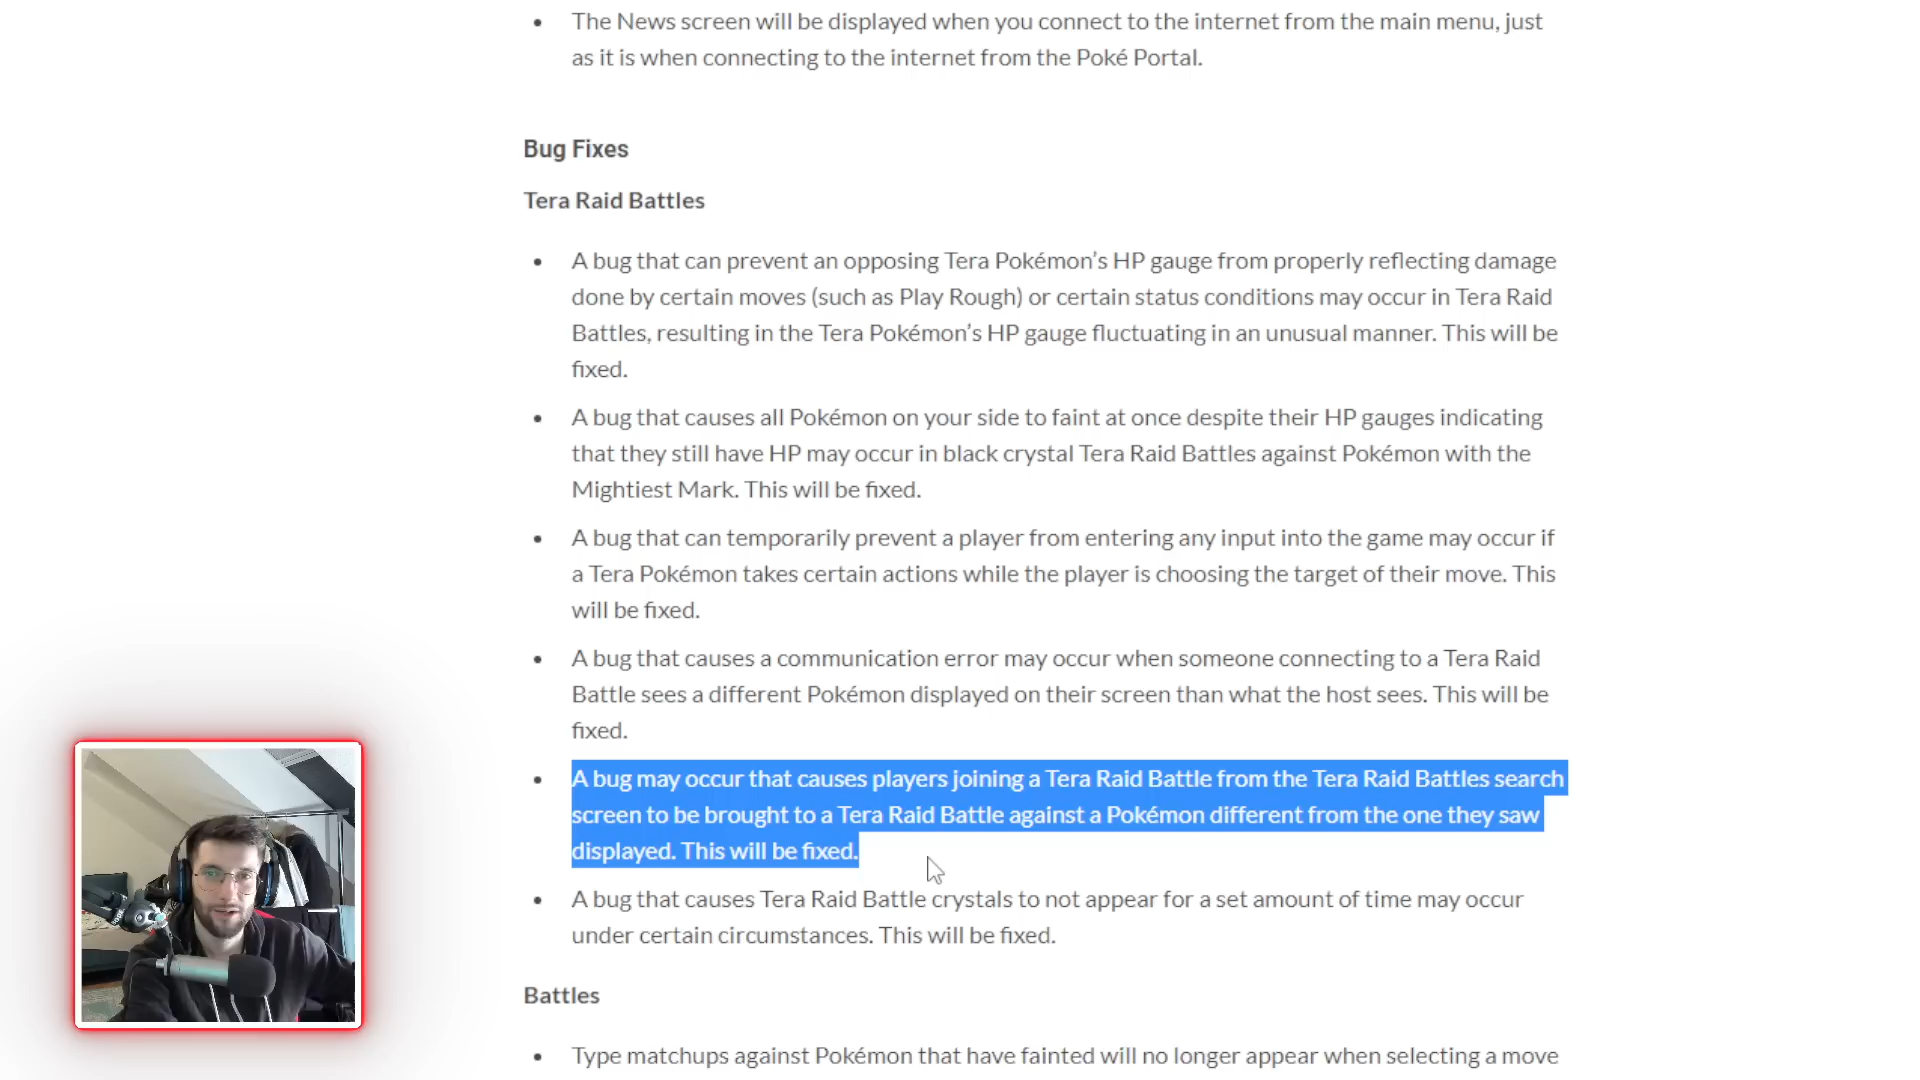 The News screen will be displayed when you connect to the internet from the main menu, just
as it is when connecting to the internet from the Poké Portal.
Bug Fixes
Tera Raid Battles
A bug that can prevent an opposing Tera Pokémon’s HP gauge from properly reflecting damage
done by certain moves (such as Play Rough) or certain status conditions may occur in Tera Raid
Battles, resulting in the Tera Pokémon’s HP gauge fluctuating in an unusual manner. This will be
fixed.
A bug that causes all Pokémon on your side to faint at once despite their HP gauges indicating
that they still have HP may occur in black crystal Tera Raid Battles against Pokémon with the
Mightiest Mark. This will be fixed.
A bug that can temporarily prevent a player from entering any input into the game may occur if
a Tera Pokémon takes certain actions while the player is choosing the target of their move. This
will be fixed.
A bug that causes a communication error may occur when someone connecting to a Tera Raid
Battle sees a different Pokémon displayed on their screen than what the host sees. This will be
fixed.
A bug may occur that causes players joining a Tera Raid Battle from the Tera Raid Battles search
screen to be brought to a Tera Raid Battle against a Pokémon different from the one they saw
displayed. This will be fixed.
A bug that causes Tera Raid Battle crystals to not appear for a set amount of time may occur
under certain circumstances. This will be fixed.
Battles
Type matchups against Pokémon that have fainted will no longer appear when selecting a move